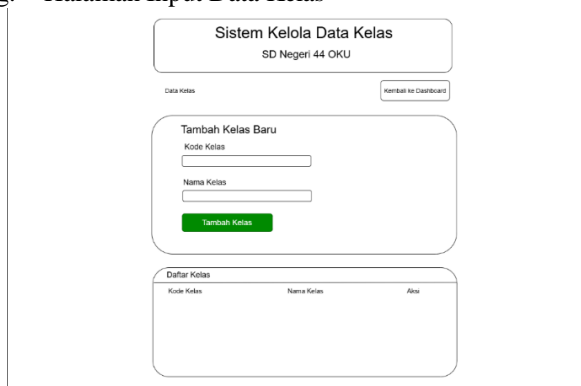 g. Halaman Input Data Kelas
Sistem Kelola Data Kelas
SD Negeri 44 OKU
Data Kelas
Kembali ke Dashboard
Tambah Kelas Baru
Kode Kelas
Nama Kelas
Tambah Kelas
Daftar Kelas
Kode Kelas Nama Kelas Aksi